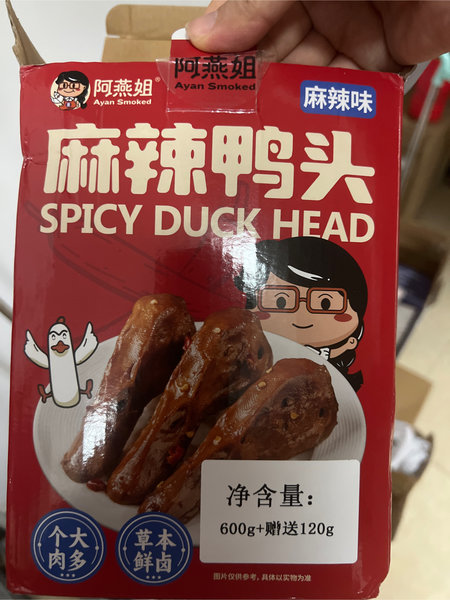 阿燕姐
Ayan Smoked
阿燕姐
Ayan Smoked
麻辣味
麻辣鸭头
SPICY DUCK HEAD
净含量：
600g+赠送120g
个大
肉多
草本
鲜卤
图片仅供参考，具体以实物为准